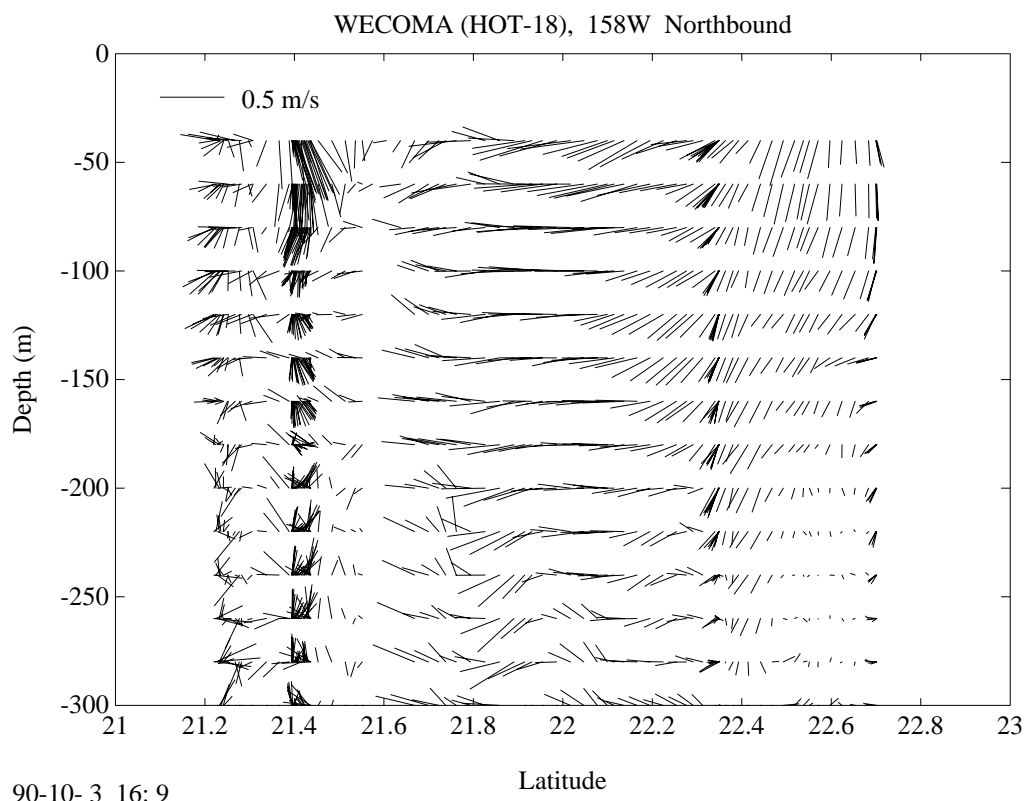 WECOMA (HOT-18),  158W  Northbound
0
0.5 m/s
-50
-100
-150
-200
-250
-300
Depth (m)
21 21.2 21.4 21.6 21.8 22 22.2 22.4 22.6 22.8 23
Latitude
90-10- 3  16: 9